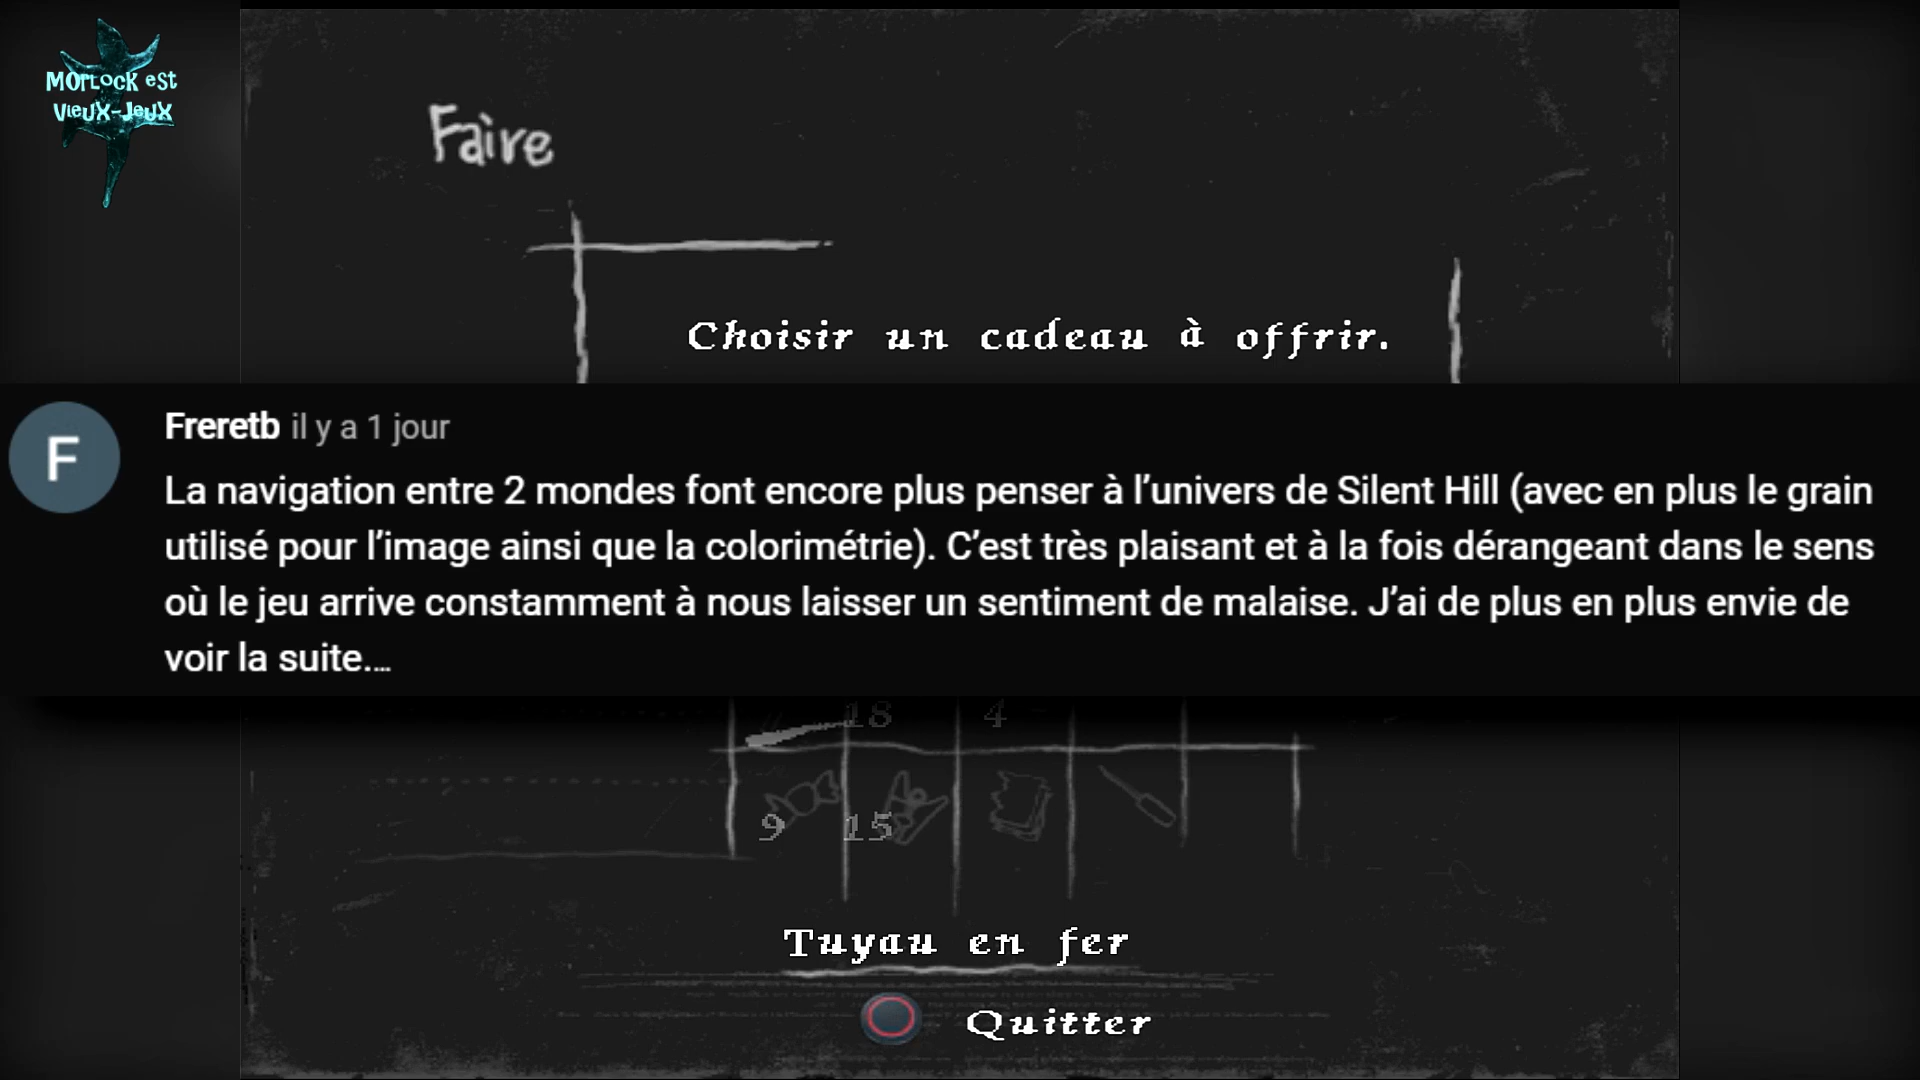 MorLock est
Vieux-Jeux
Faire
Choisir un cadeau à offrir.
F
Freretb il y a 1 jour
La navigation entre 2 mondes font encore plus penser à l’univers de Silent Hill (avec en plus le grain
utilisé pour l’image ainsi que la colorimétrie). C’est très plaisant et à la fois dérangeant dans le sens
où le jeu arrive constamment à nous laisser un sentiment de malaise. J’ai de plus en plus envie de
voir la suite....
18 4
9 15
Tuyau en fer
Quitter